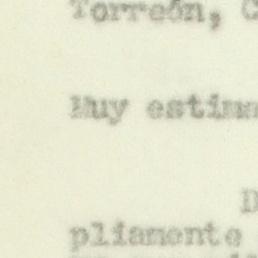 Torreón, C
Muy estima
D
pliamente